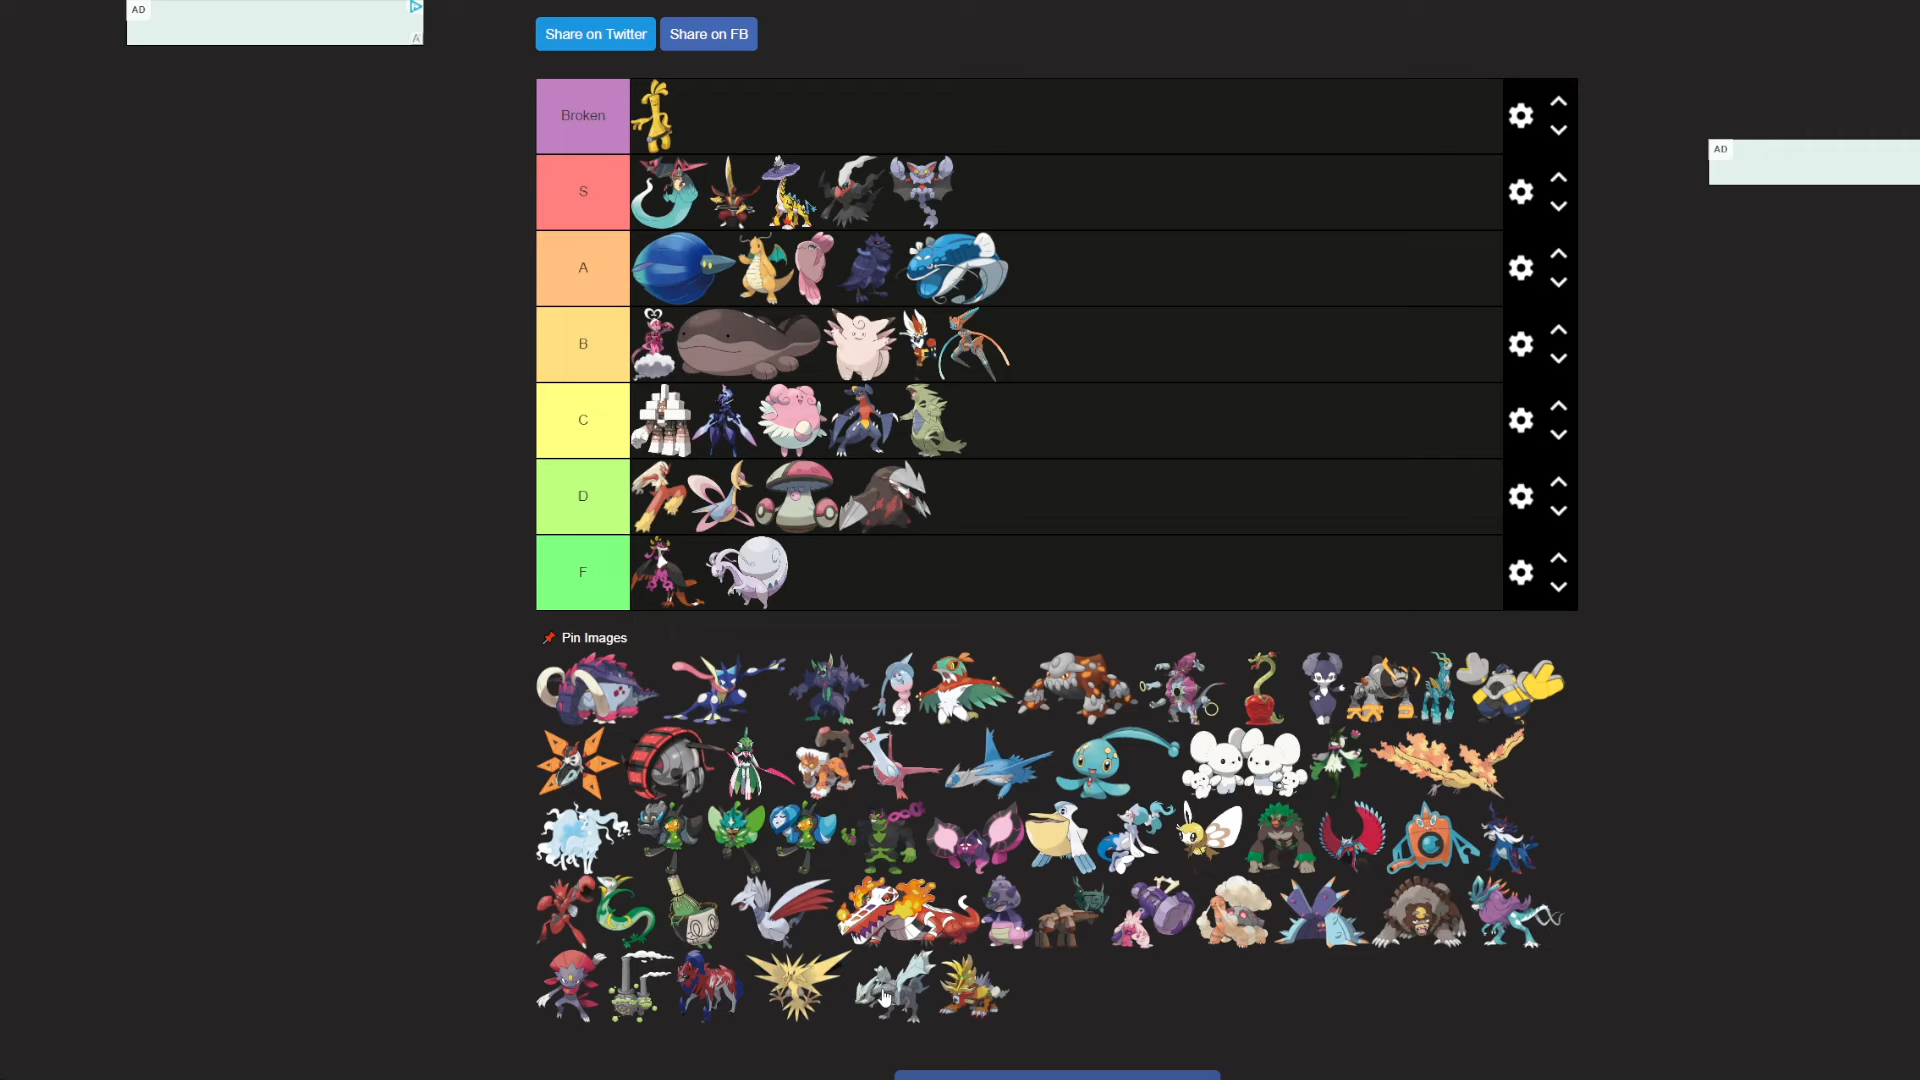 AD
Share on Twitter
Share on FB
Broken
AD
S
A
B
C
D
F
Pin Images